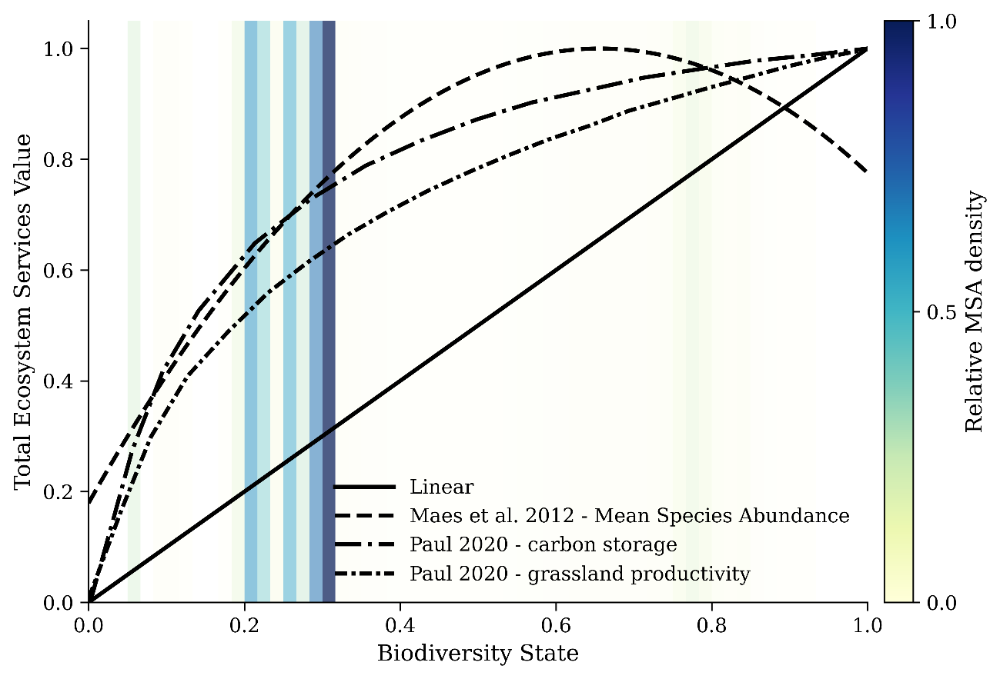 Total Ecosystem Services Value
1.0
0.8
0.6
0.4
0.2
0.0
Linear
Maes et al. 2012 - Mean Species Abundance
Paul 2020 - carbon storage
Paul 2020 - grassland productivity
0.0 0.2 0.4 0.6 0.8 1.0
Biodiversity State
1.0
0.5
0.0
Relative MSA density